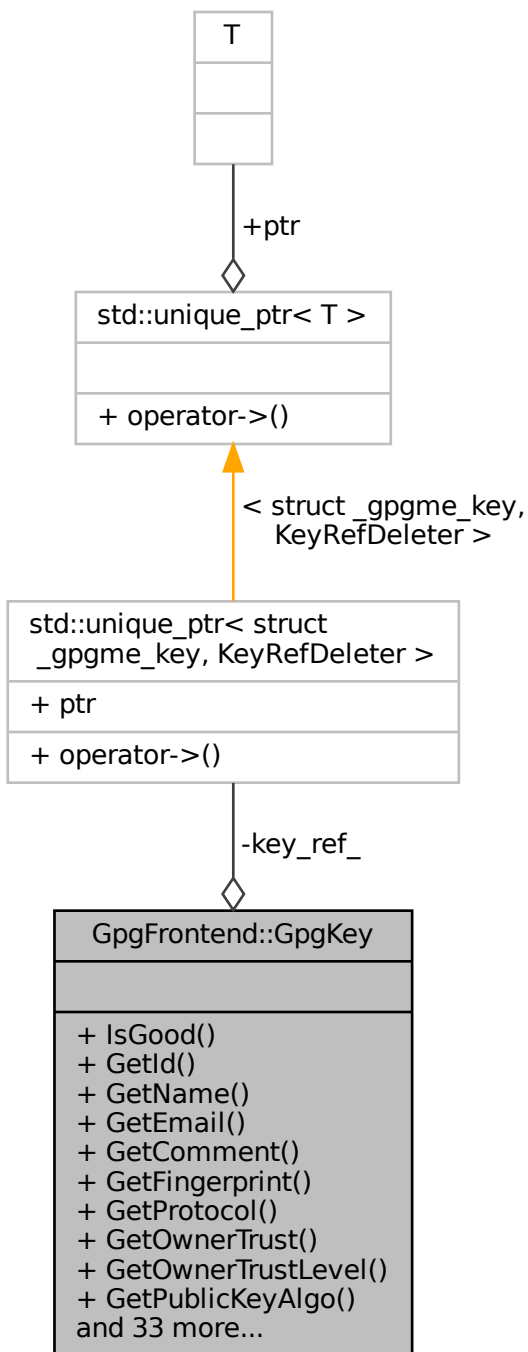 T
+ptr
std::unique_ptr< T >
+ operator->()
< struct _gpgme_key,
KeyRefDeleter >
std::unique_ptr< struct
_gpgme_key, KeyRefDeleter >
+ ptr
+ operator->()
-key_ref_
GpgFrontend::GpgKey
+ IsGood()
+ GetId()
+ GetName()
+ GetEmail()
+ GetComment()
+ GetFingerprint()
+ GetProtocol()
+ GetOwnerTrust()
+ GetOwnerTrustLevel()
+ GetPublicKeyAlgo()
and 33 more...